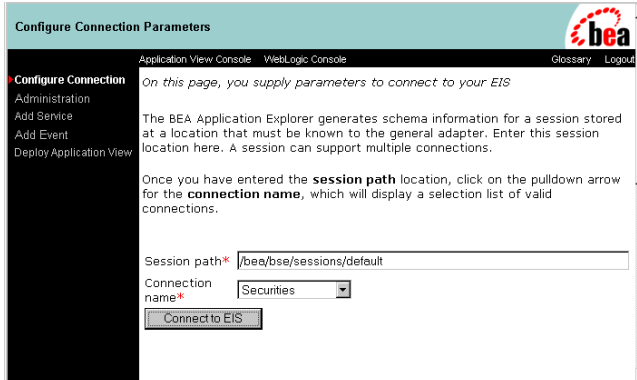 Configure Connection Parameters
bea
Application View Console WebLogic Console Glossary Logout
Configure Connection
Administration
Add Service
Add Event
Deploy Application View
On this page, you supply parameters to connect to your EIS
The BEA Application Explorer generates schema information for a session stored
at a location that must be known to the general adapter. Enter this session
location here. A session can support multiple connections.
Once you have entered the session path location, click on the pulldown arrow
for the connection name, which will display a selection list of valid
connections.
Session path* /bea/bse/sessions/default
Connection
name* Securities
Connect to EIS